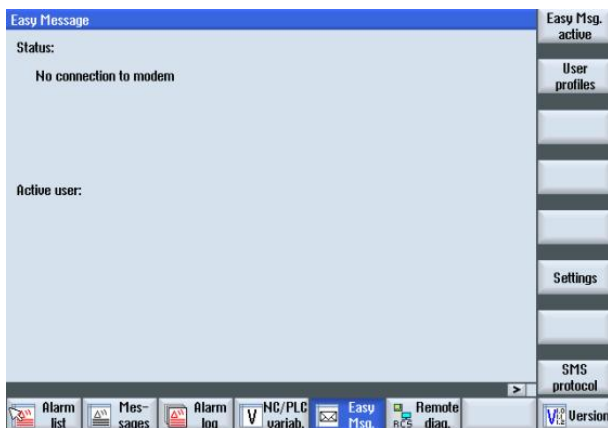 Easy Message
Status:
No connection to modem
Active user:
Easy Msg.
active
User
profiles
Settings
SMS
protocol
>
Alarm
list
Mes-
sages
Alarm
log
V
NC/PLC
variab.
Easy
Msg.
RCS
Remote
diag.
Version